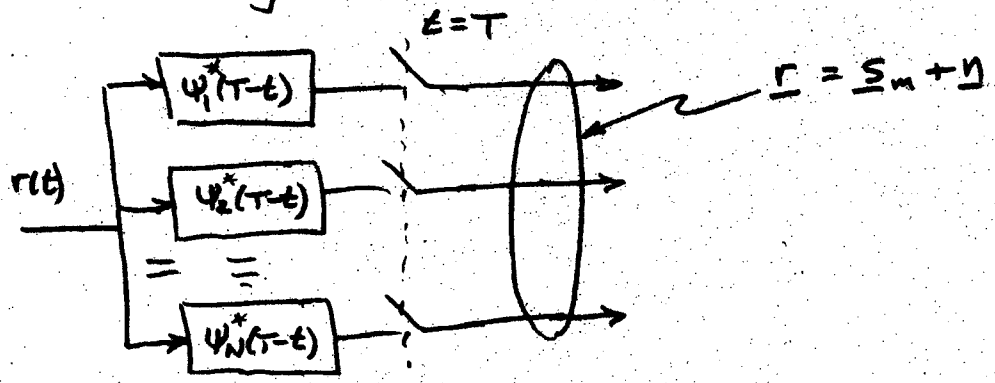 t = T
ψ₁*(T-t)
r = s_m + n
r(t)
ψ₂*(T-t)
ψ_N*(T-t)